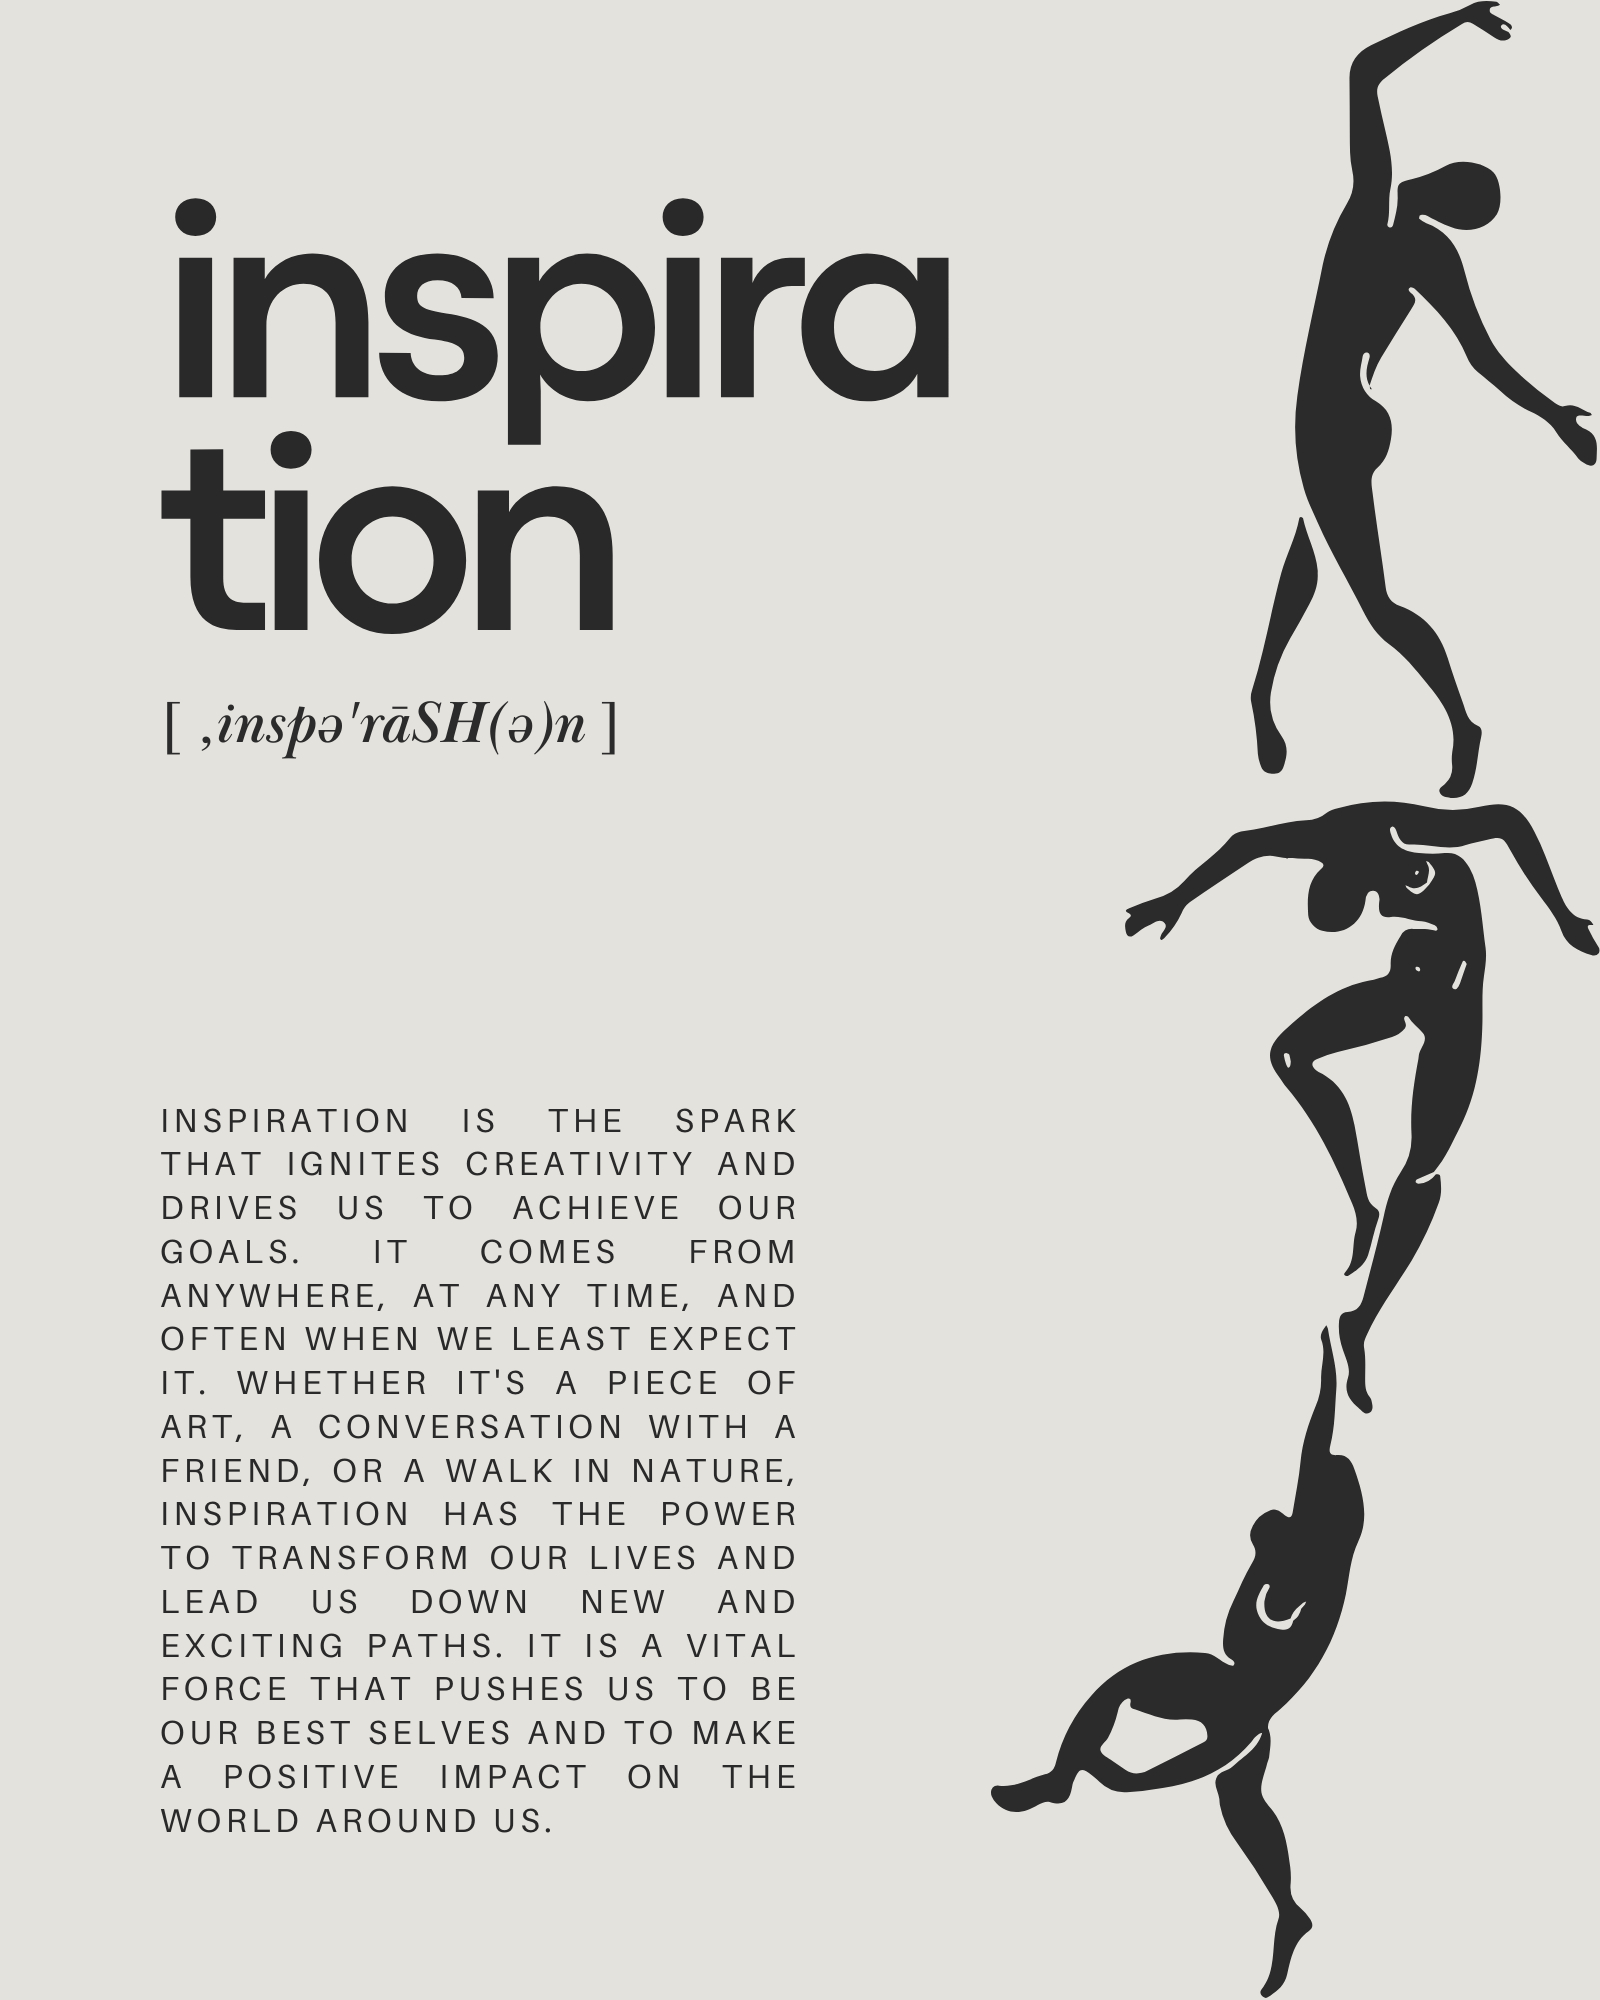 inspira
tion
[ ,inspə'rāSH(ə)n ]
INSPIRATION IS THE SPARK
THAT IGNITES CREATIVITY AND
DRIVES US TO ACHIEVE OUR
GOALS. IT COMES FROM
ANYWHERE, AT ANY TIME, AND
OFTEN WHEN WE LEAST EXPECT
IT. WHETHER IT'S A PIECE OF
ART, A CONVERSATION WITH A
FRIEND, OR A WALK IN NATURE,
INSPIRATION HAS THE POWER
TO TRANSFORM OUR LIVES AND
LEAD US DOWN NEW AND
EXCITING PATHS. IT IS A VITAL
FORCE THAT PUSHES US TO BE
OUR BEST SELVES AND TO MAKE
A POSITIVE IMPACT ON THE
WORLD AROUND US.